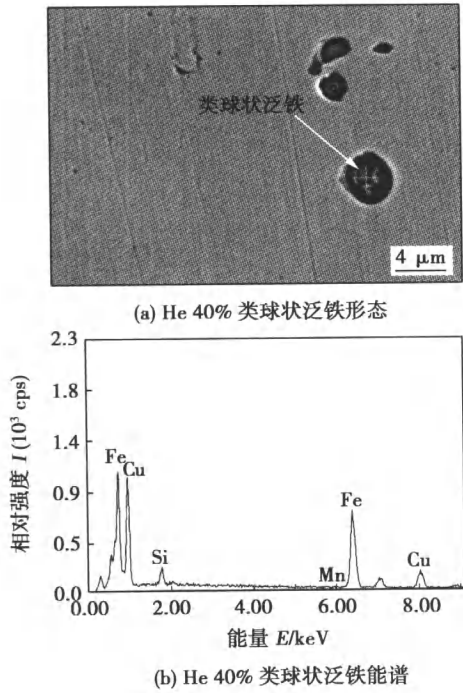 类球状泛铁
4 μm
(a) He 40% 类球状泛铁形态
相对强度 I (10³ cps)
2.3
1.8
1.4
0.9
0.5
0.0
Fe
Cu
Si
Mn
Fe
Cu
0.00
2.00
4.00
6.00
8.00
能量 E/keV
(b) He 40% 类球状泛铁能谱